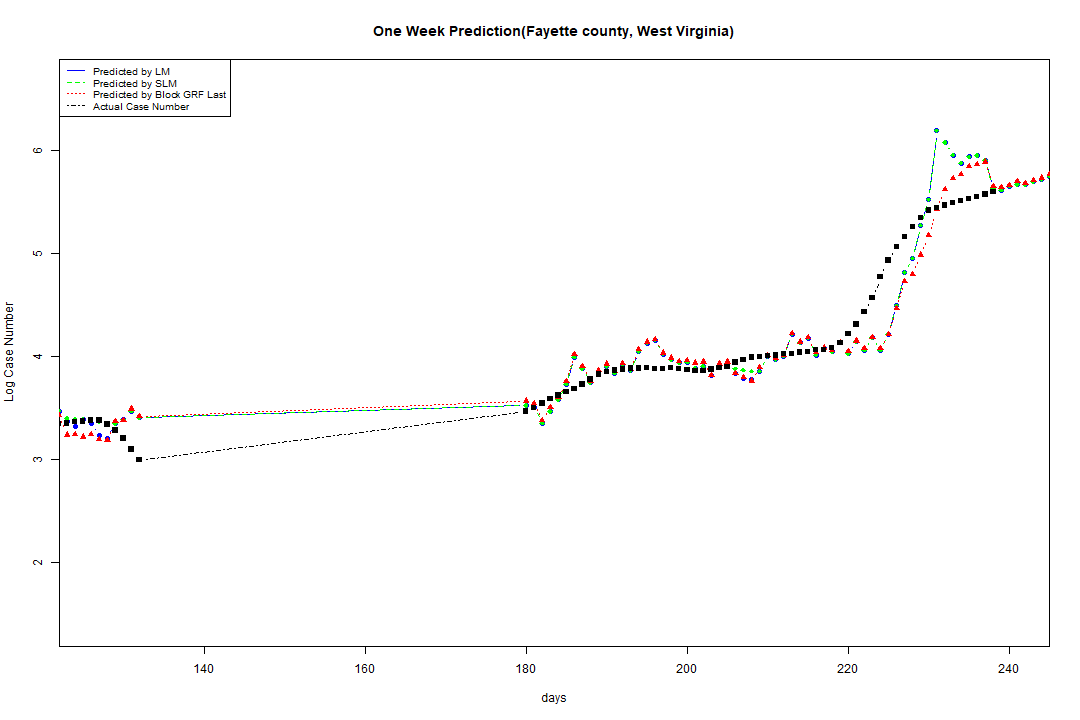 One Week Prediction(Fayette county, West Virginia)
Predicted by LM
Predicted by SLM
Predicted by Block GRF Last
Actual Case Number
6
5
4
3
2
Log Case Number
140 160 180 200 220 240
days